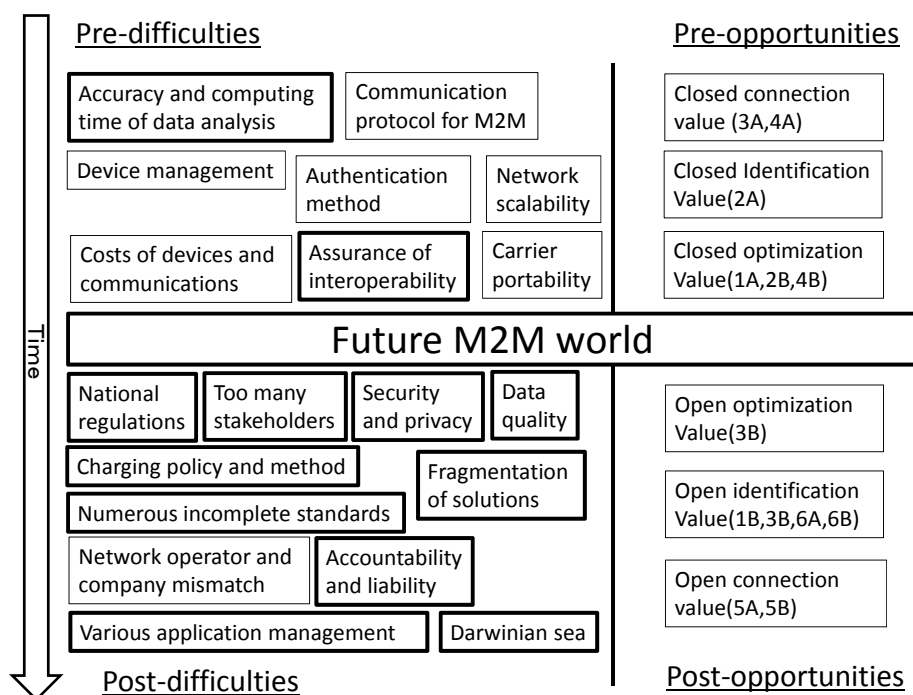 Pre-difficulties
Pre-opportunities
Accuracy and computing
time of data analysis
Communication
protocol for M2M
Closed connection
value (3A,4A)
Device management
Authentication
method
Network
scalability
Closed Identification
Value(2A)
Costs of devices and
communications
Assurance of
interoperability
Carrier
portability
Closed optimization
Value(1A,2B,4B)
Time
Future M2M world
National
regulations
Too many
stakeholders
Security
and privacy
Data
quality
Open optimization
Value(3B)
Charging policy and method
Fragmentation
of solutions
Numerous incomplete standards
Open identification
Value(1B,3B,6A,6B)
Network operator and
company mismatch
Accountability
and liability
Open connection
value(5A,5B)
Various application management
Darwinian sea
Post-difficulties
Post-opportunities